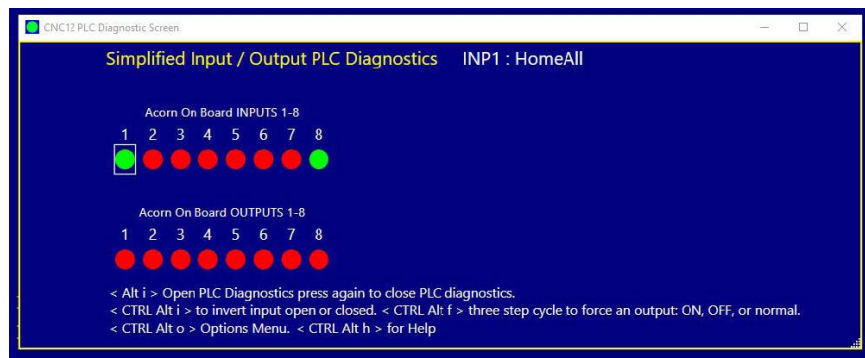 CNC12 PLC Diagnostic Screen
Simplified Input / Output PLC Diagnostics INP1 : HomeAll
Acorn On Board INPUTS 1-8
1 2 3 4 5 6 7 8
Acorn On Board OUTPUTS 1-8
1 2 3 4 5 6 7 8
< Alt i > Open PLC Diagnostics press again to close PLC diagnostics.
< CTRL Alt i > to invert input open or closed. < CTRL Alt f > three step cycle to force an output: ON, OFF, or normal.
< CTRL Alt o > Options Menu. < CTRL Alt h > for Help